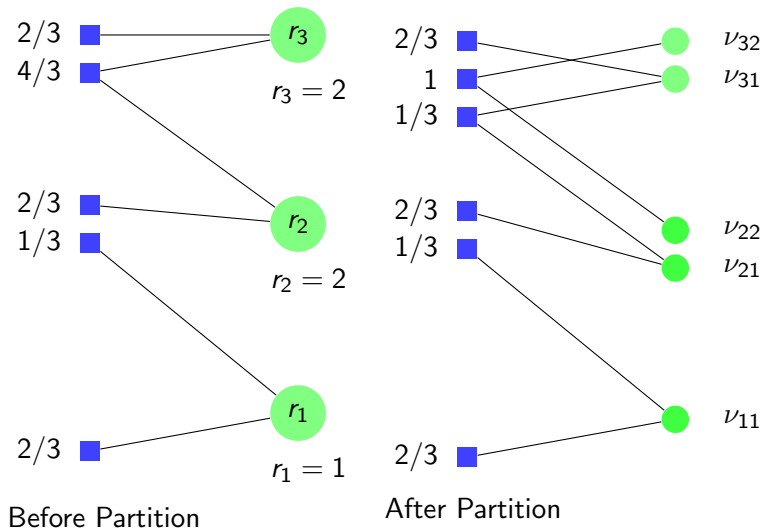 2/3
4/3
r3
r3 = 2
2/3
1/3
r2
r2 = 2
r1
2/3
r1 = 1
Before Partition
2/3
1
1/3
ν32
ν31
2/3
1/3
ν22
ν21
ν11
2/3
After Partition